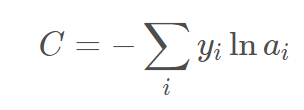 C = −∑_i y_i ln a_i